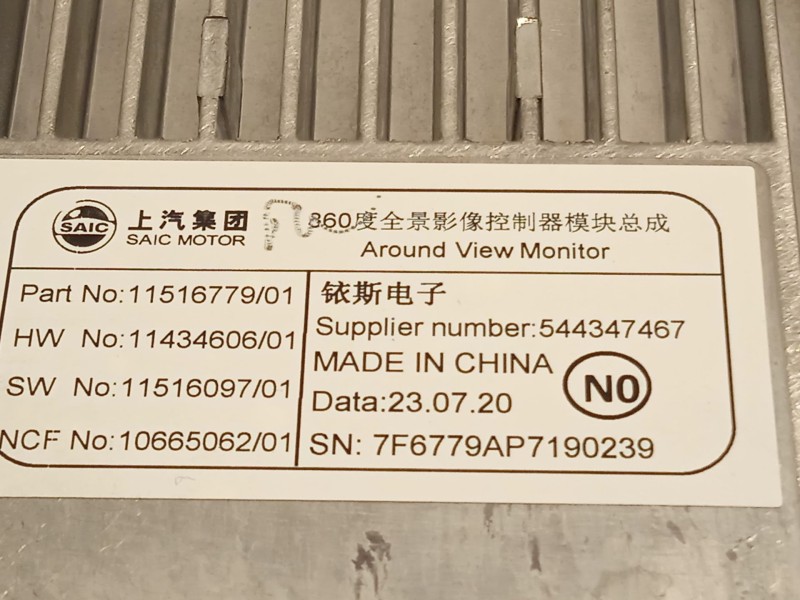 SAIC 上汽集团 360度全景影像控制器模块总成
SAIC MOTOR Around View Monitor
Part No:11516779/01
HW No:11434606/01
SW No:11516097/01
NCF No:10665062/01
铱斯电子
Supplier number:544347467
MADE IN CHINA
Data:23.07.20
N0
SN: 7F6779AP7190239